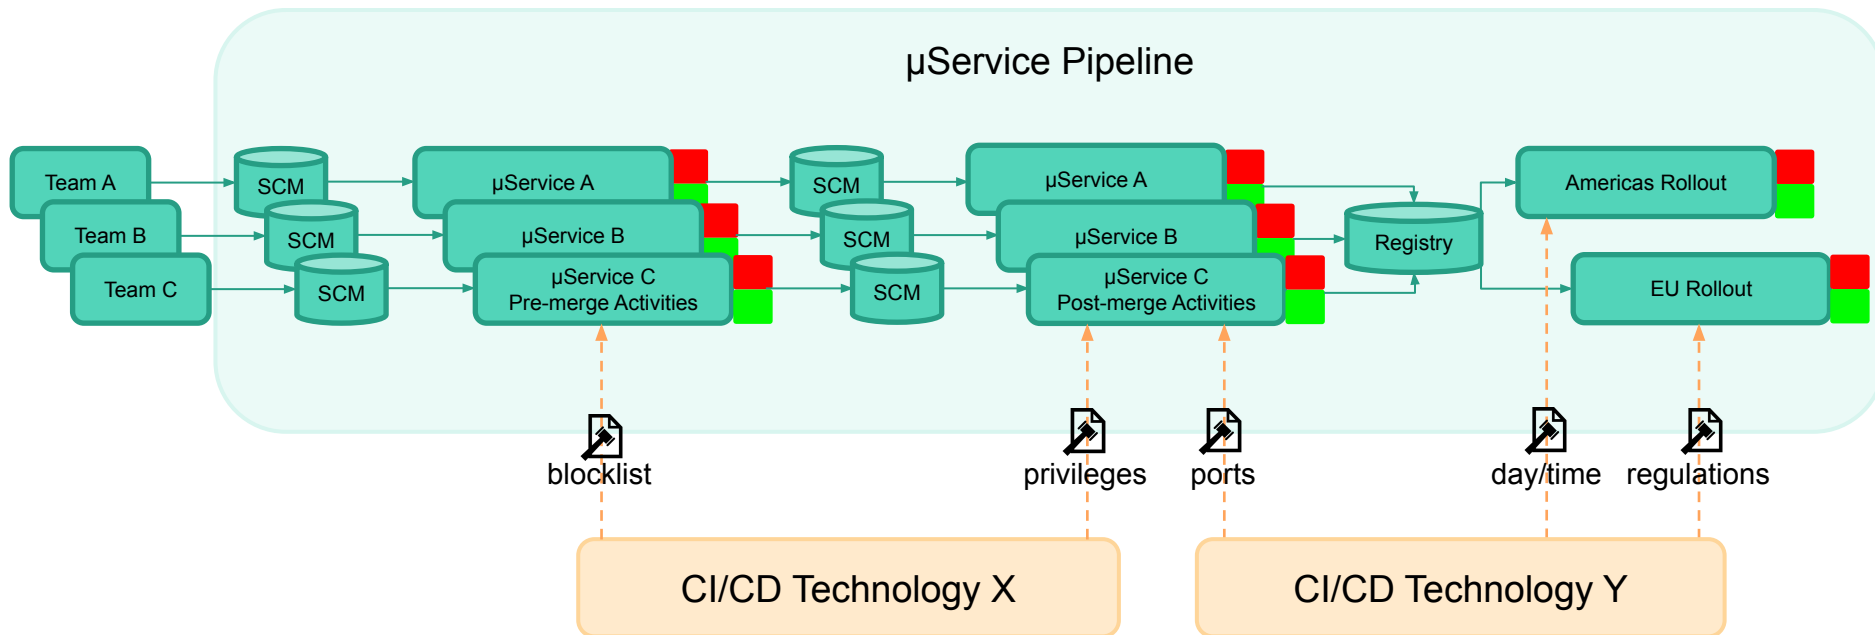 µService Pipeline
Team A
SCM
µService A
SCM
µService A
Americas Rollout
Team B
SCM
µService B
SCM
µService B
Registry
Team C
SCM
µService C
Pre-merge Activities
SCM
µService C
Post-merge Activities
EU Rollout
blocklist
privileges
ports
day/time
regulations
CI/CD Technology X
CI/CD Technology Y